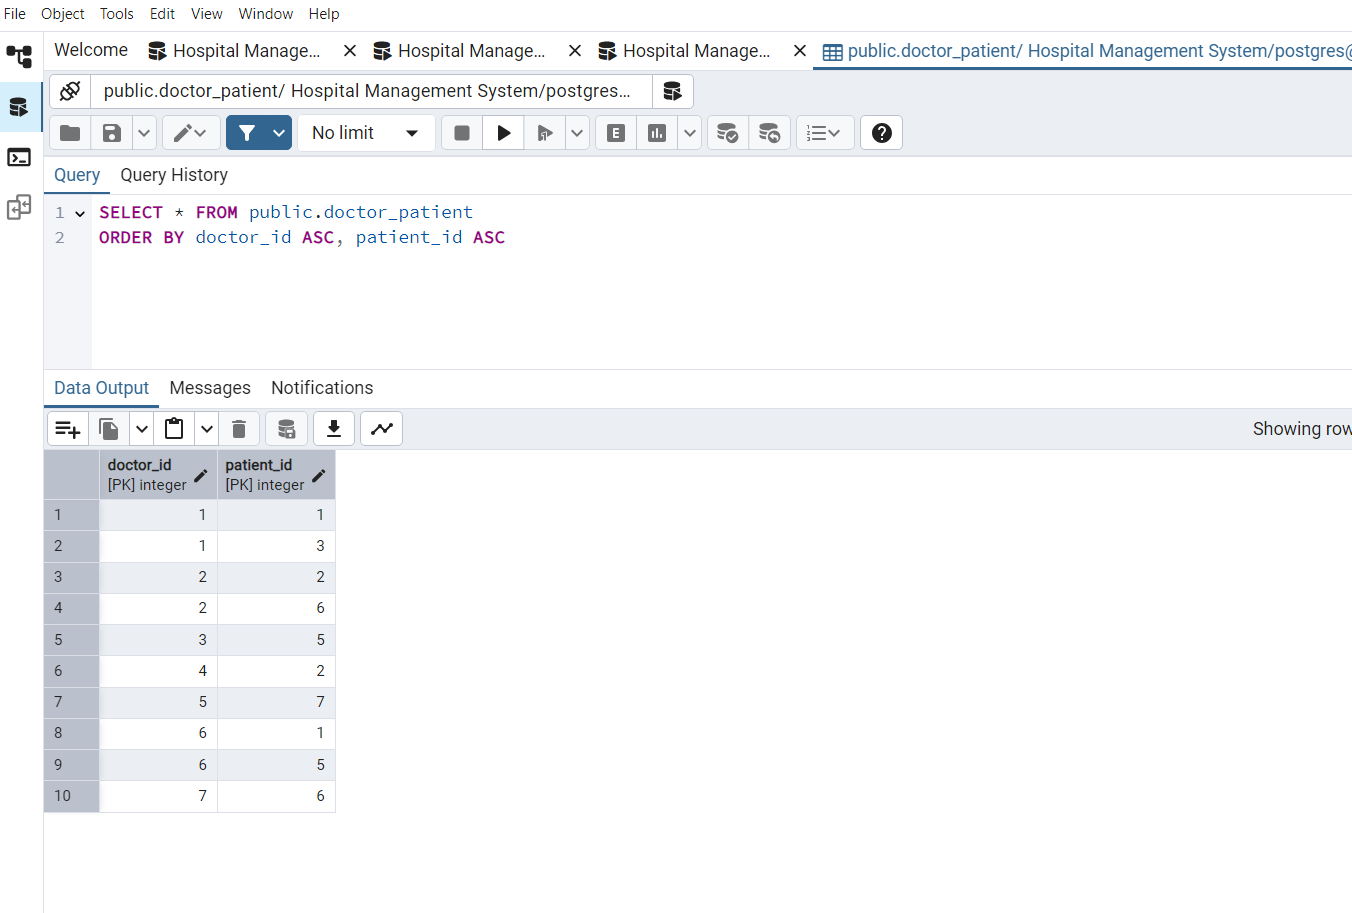 File Object Tools Edit View Window Help
Welcome Hospital Manage... Hospital Manage... Hospital Manage... public.doctor_patient/ Hospital Management System/postgres@
public.doctor_patient/ Hospital Management System/postgres...
No limit
Query Query History
1 SELECT * FROM public.doctor_patient
2 ORDER BY doctor_id ASC, patient_id ASC
Data Output Messages Notifications
Showing row
doctor_id patient_id
[PK] integer [PK] integer
1 1 1
2 1 3
3 2 2
4 2 6
5 3 5
6 4 2
7 5 7
8 6 1
9 6 5
10 7 6